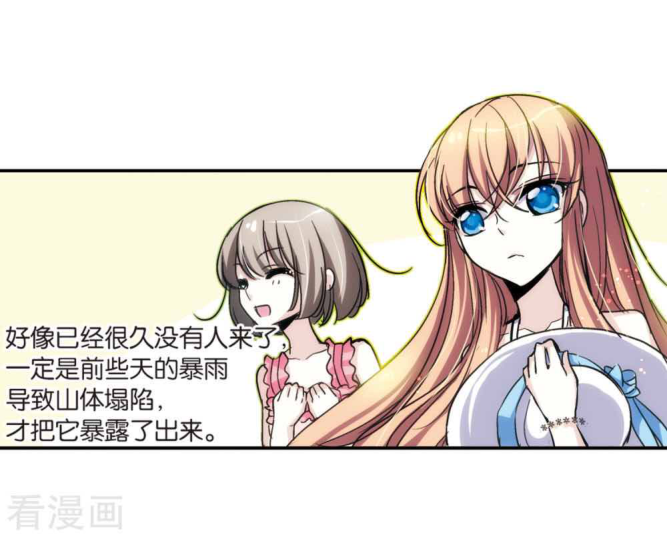 好像已经很久没有人来了，
一定是前些天的暴雨
导致山体塌陷，
才把它暴露了出来。
******
看漫画